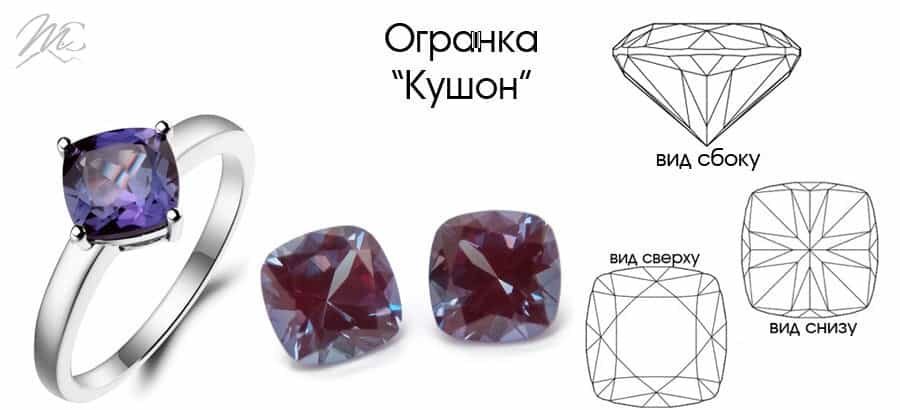 Огранка
“Кушон”
вид сбоку
вид сверху
вид снизу